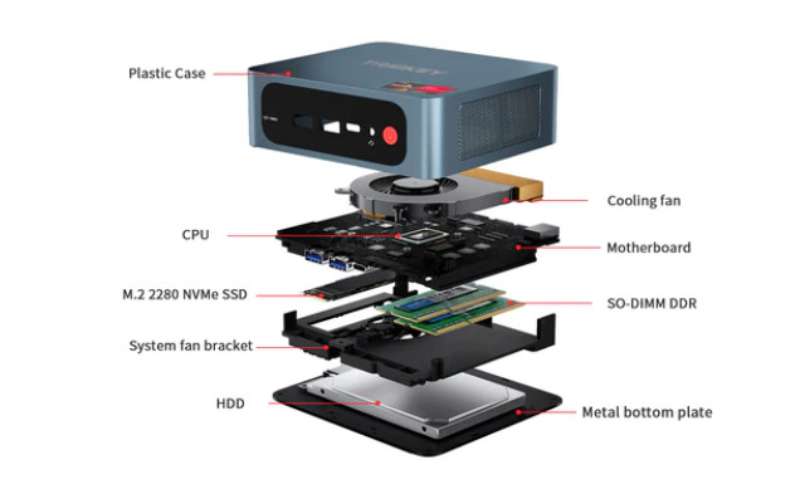 Plastic Case
Cooling fan
CPU
Motherboard
M.2 2280 NVMe SSD
SO-DIMM DDR
System fan bracket
HDD
Metal bottom plate